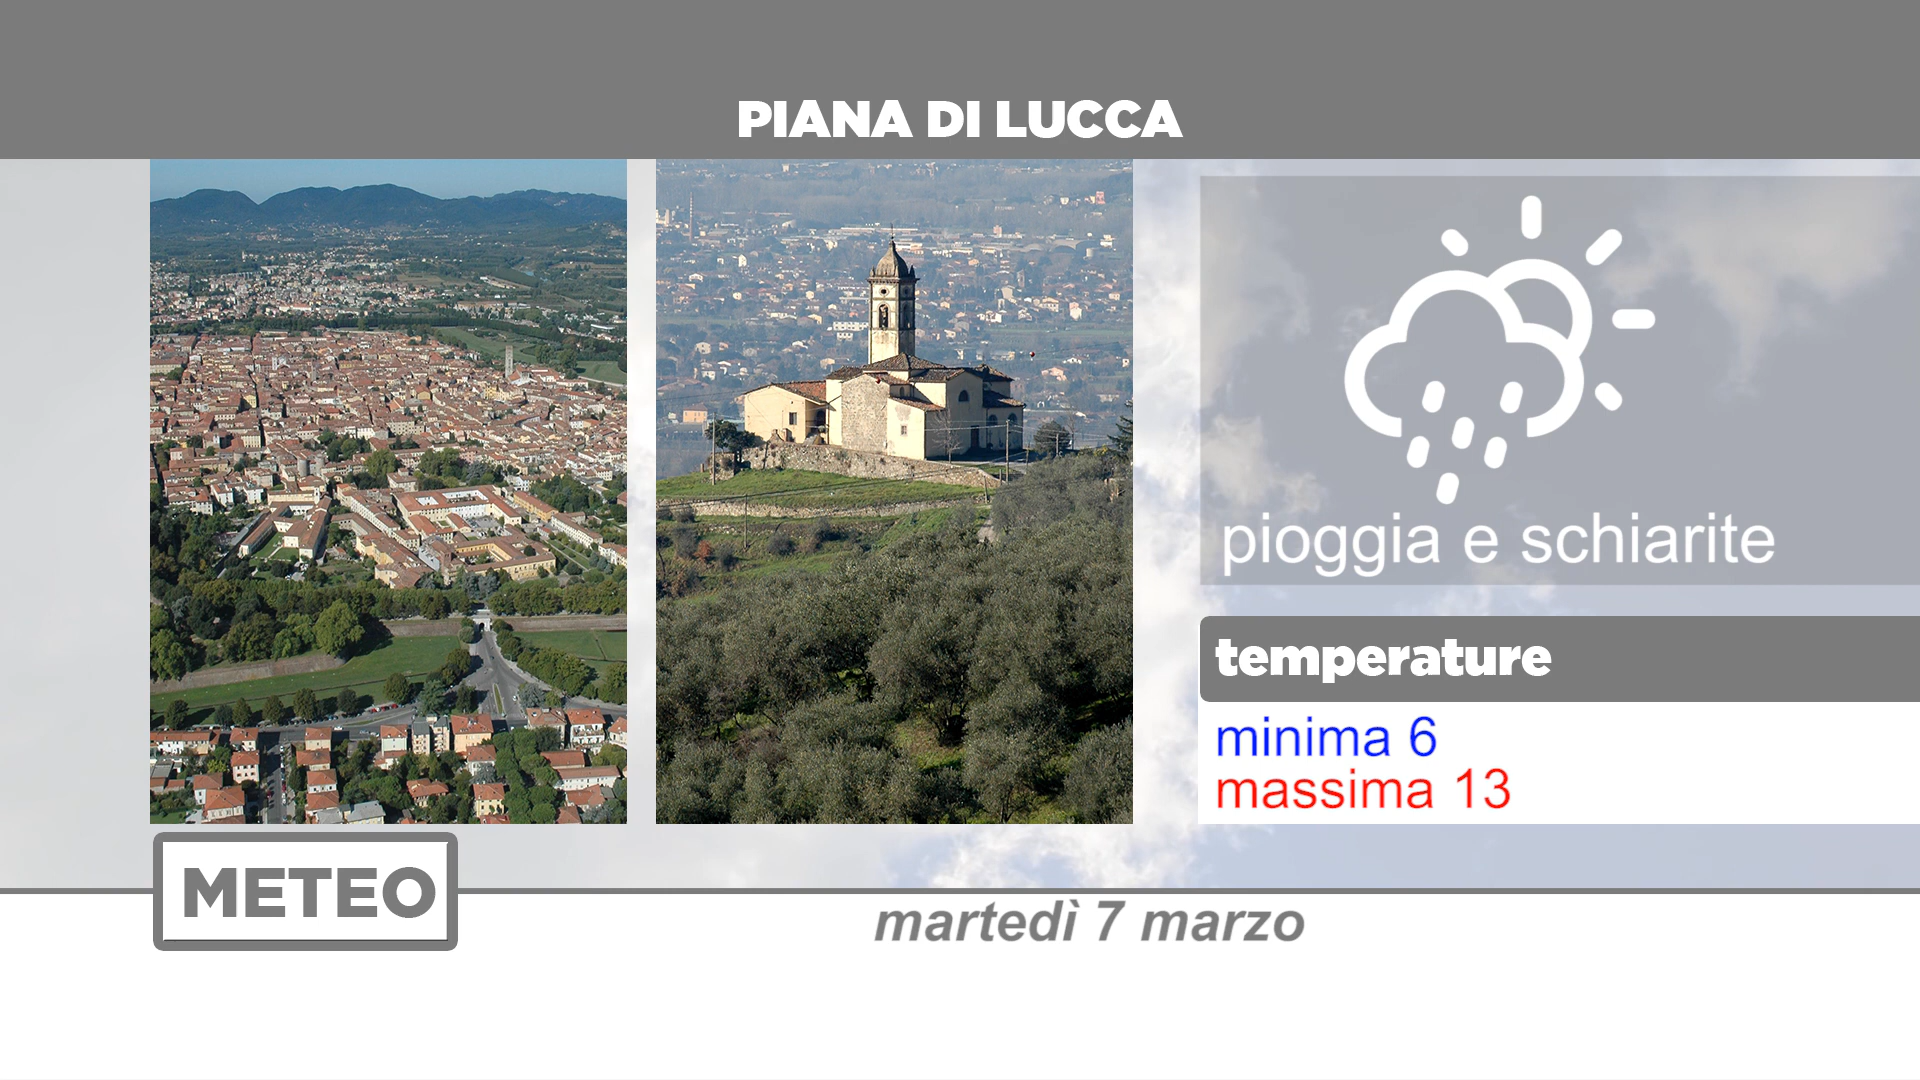 PIANA DI LUCCA
pioggia e schiarite
temperature
minima 6
massima 13
METEO
martedì 7 marzo